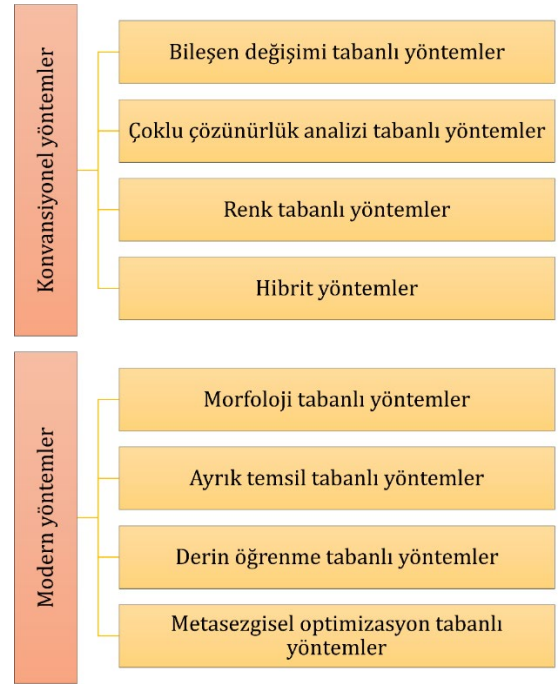 Konvansiyonel yöntemler
Bileşen değişimi tabanlı yöntemler
Çoklu çözünürlük analizi tabanlı yöntemler
Renk tabanlı yöntemler
Hibrit yöntemler
Modern yöntemler
Morfoloji tabanlı yöntemler
Ayrık temsil tabanlı yöntemler
Derin öğrenme tabanlı yöntemler
Metasezgisel optimizasyon tabanlı
yöntemler